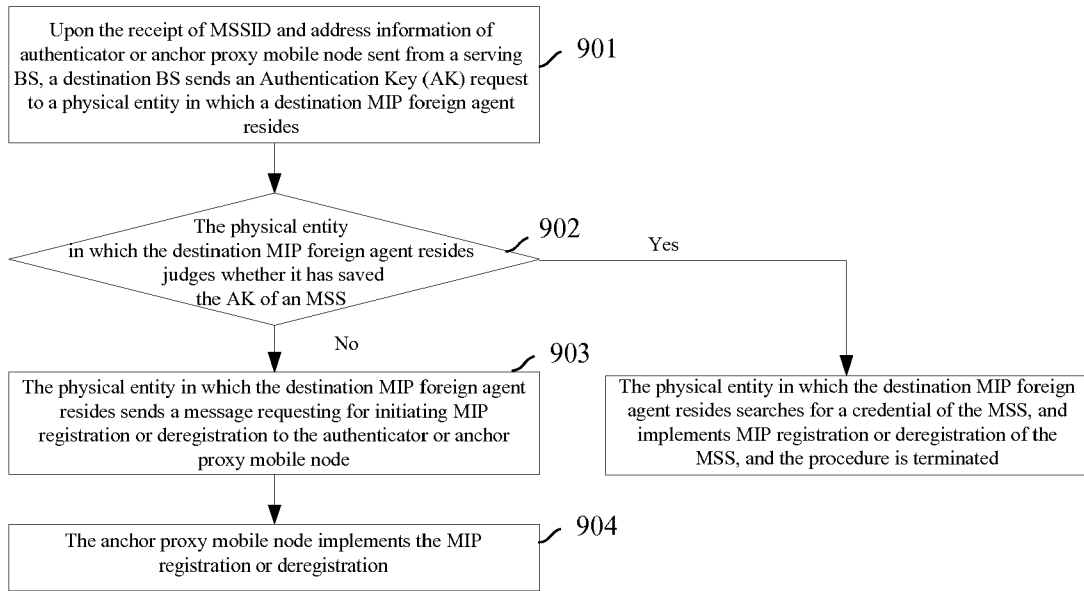 Upon the receipt of MSSID and address information of
authenticator or anchor proxy mobile node sent from a serving
BS, a destination BS sends an Authentication Key (AK) request
to a physical entity in which a destination MIP foreign agent
resides
901
The physical entity
in which the destination MIP foreign agent resides
judges whether it has saved
the AK of an MSS
902
Yes
No
903
The physical entity in which the destination MIP foreign agent
resides sends a message requesting for initiating MIP
registration or deregistration to the authenticator or anchor
proxy mobile node
The physical entity in which the destination MIP foreign
agent resides searches for a credential of the MSS, and
implements MIP registration or deregistration of the
MSS, and the procedure is terminated
904
The anchor proxy mobile node implements the MIP
registration or deregistration